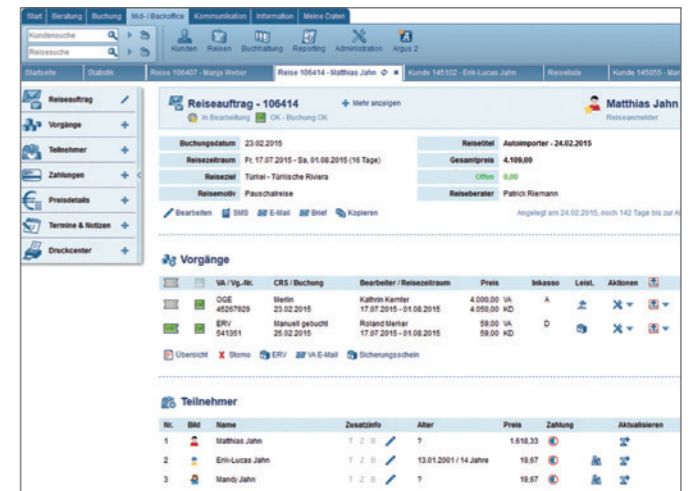 Start Beratung Buchung Mid- / Backoffice Kommunikation Information Meine Daten
Kundensuche
Reisesuche
Kunden Reisen Buchhaltung Reporting Administration Argus 2
Startseite Statistik Reise 106407 - Manja Weber Reise 106414 - Matthias Jahn Kunde 145102 - Erik-Lucas Jahn Reiseliste Kunde 145055 - Mar
Reiseauftrag
Vorgänge
Teilnehmer
Zahlungen
Preisdetails
Termine & Notizen
Druckcenter
Reiseauftrag - 106414 Mehr anzeigen
In Bearbeitung OK - Buchung OK
Matthias Jahn
Reiseanmelder
Buchungsdatum 23.02.2015 Reisetitel Autoimporter - 24.02.2015
Reisezeitraum Fr, 17.07.2015 - Sa, 01.08.2015 (16 Tage) Gesamtpreis 4.109,00
Reiseziel Türkei - Türkische Riviera Offen 0,00
Reisemotiv Pauschalreise Reiseberater Patrick Riemann
Bearbeiten SMS E-Mail Brief Kopieren Angelegt am 24.02.2015, noch 142 Tage bis zur A
Vorgänge
VA / Vg.-Nr. CRS / Buchung Bearbeiter / Reisezeitraum Preis Inkasso Leist. Aktionen
OGE Merlin Kathrin Kernter 4.000,00 VA A
45267929 23.02.2015 17.07.2015 - 01.08.2015 4.050,00 KD
ERV Manuell gebucht Roland Merker 59,00 VA D
541351 25.02.2015 17.07.2015 - 01.08.2015 59,00 KD
Übersicht Storno ERV VA E-Mail Sicherungsschein
Teilnehmer
Nr. Bild Name Zusatzinfo Alter Preis Zahlung Aktualisieren
1 Matthias Jahn T Z B ? 1.618,33
2 Erik-Lucas Jahn T Z B 13.01.2001 / 14 Jahre 19,67
3 Mandy Jahn T Z B ? 19,67